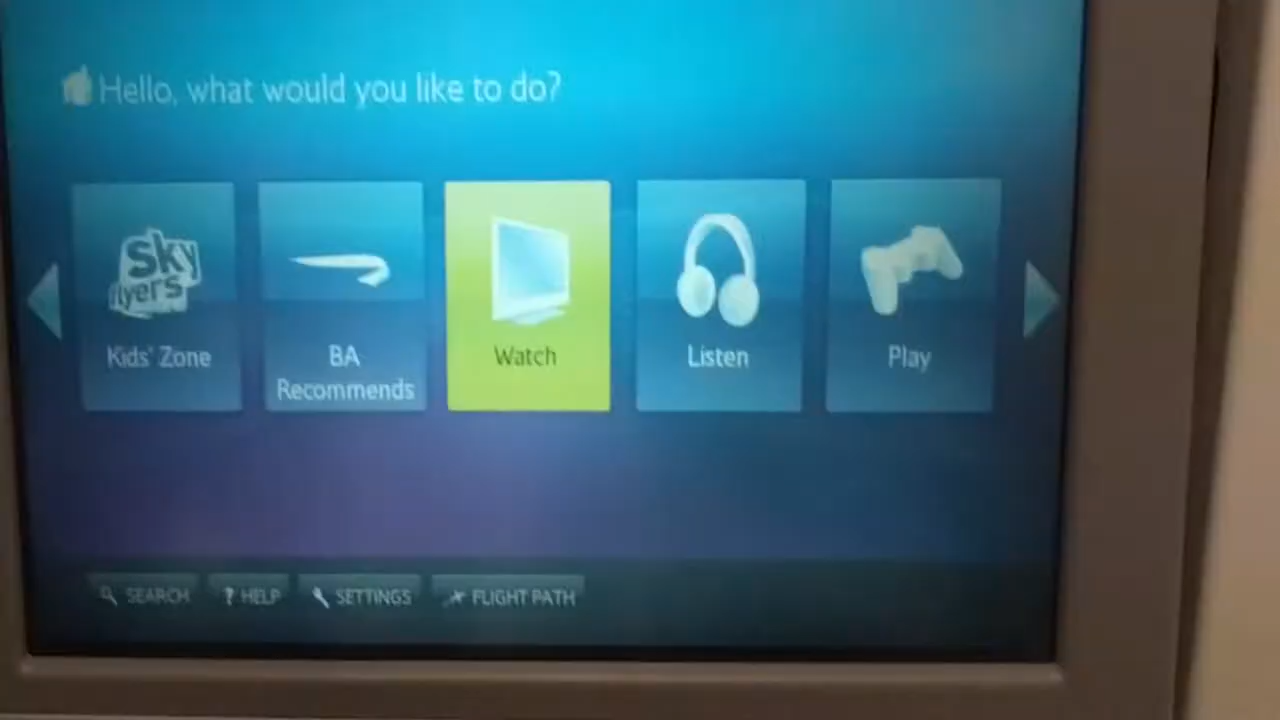 Hello, what would you like to do?
sky
flyers
Kids' Zone
BA
Recommends
Watch
Listen
Play
SEARCH
? HELP
SETTINGS
FLIGHT PATH